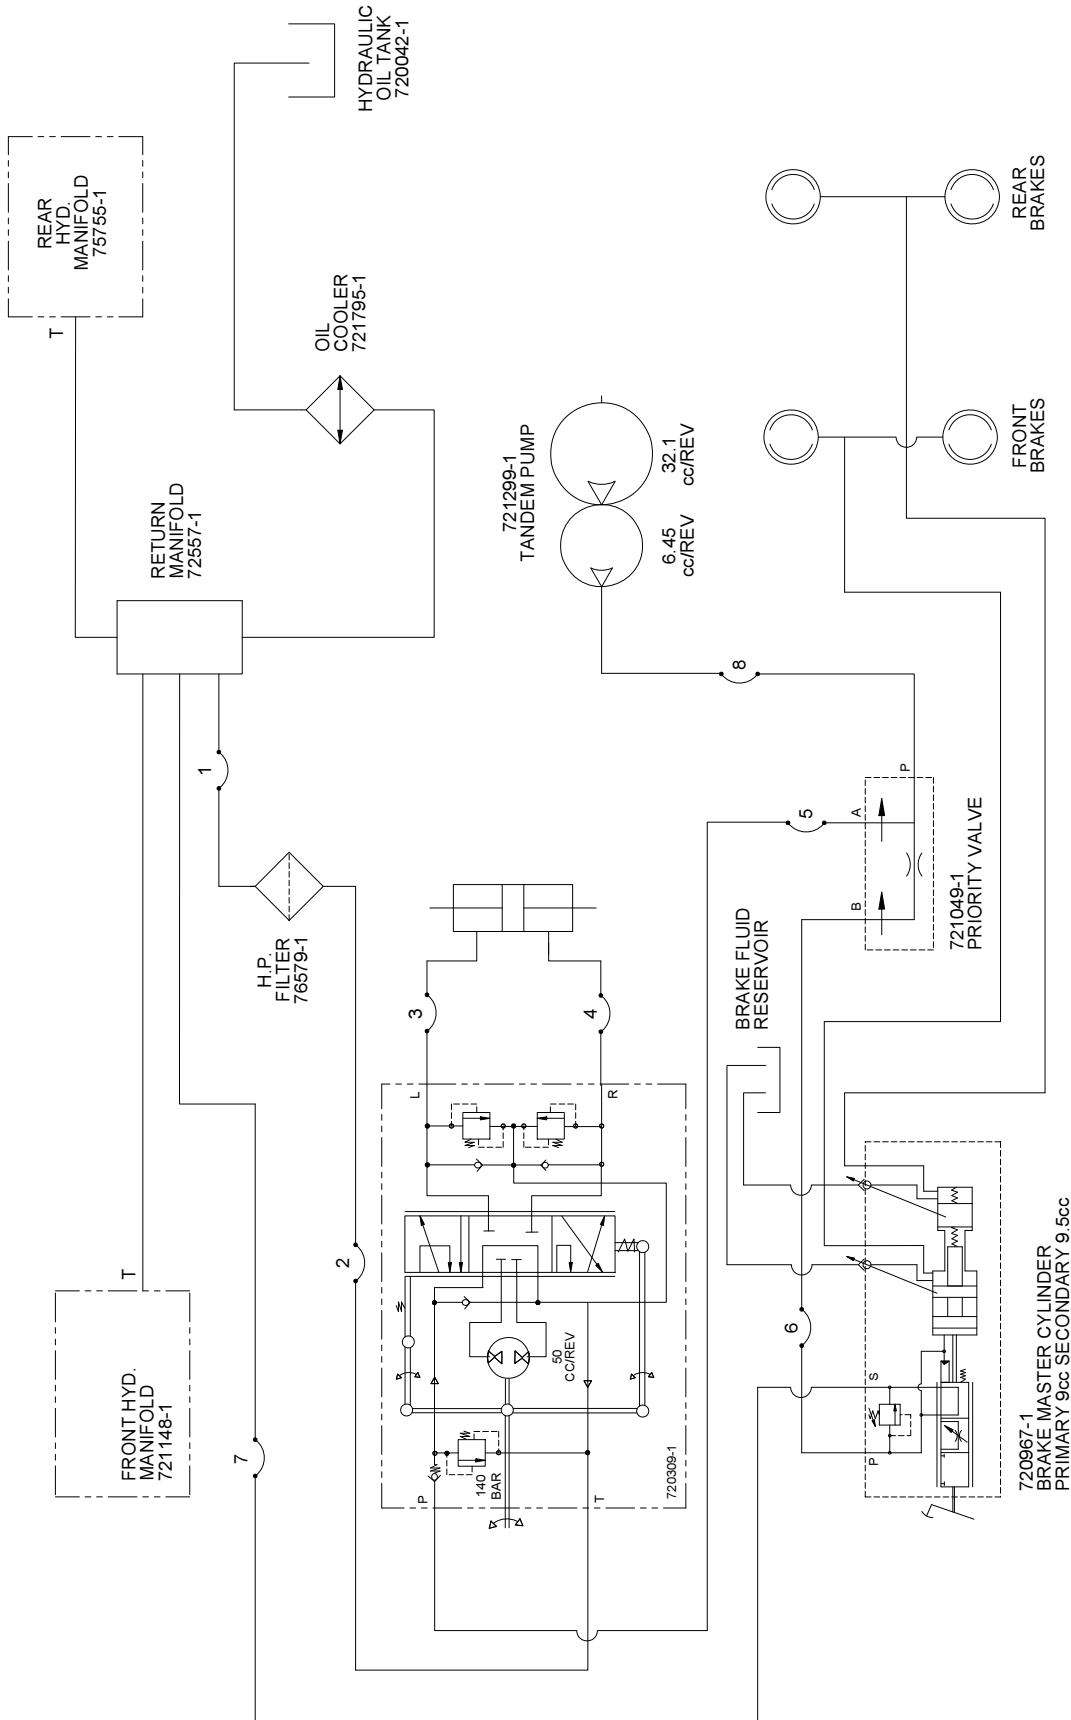 REAR
HYD.
MANIFOLD
75755-1
T
HYDRAULIC
OIL TANK
720042-1
OIL
COOLER
721795-1
RETURN
MANIFOLD
72557-1
1
H.P.
FILTER
76579-1
2
T
FRONT HYD.
MANIFOLD
721148-1
7
721299-1
TANDEM PUMP
6.45
cc/REV
32.1
cc/REV
8
3
4
L
R
50
CC/REV
P
140
BAR
T
720309-1
5
A
P
B
721049-1
PRIORITY VALVE
BRAKE FLUID
RESERVOIR
6
P
S
720967-1
BRAKE MASTER CYLINDER
PRIMARY 9cc SECONDARY 9.5cc
FRONT
BRAKES
REAR
BRAKES